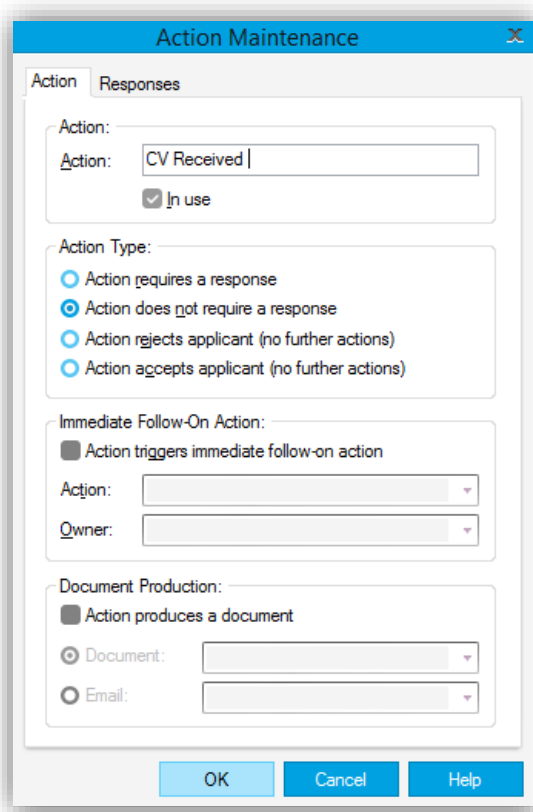 Action Maintenance
Action Responses
Action:
Action: CV Received
In use
Action Type:
Action requires a response
Action does not require a response
Action rejects applicant (no further actions)
Action accepts applicant (no further actions)
Immediate Follow-On Action:
Action triggers immediate follow-on action
Action:
Owner:
Document Production:
Action produces a document
Document:
Email:
OK Cancel Help